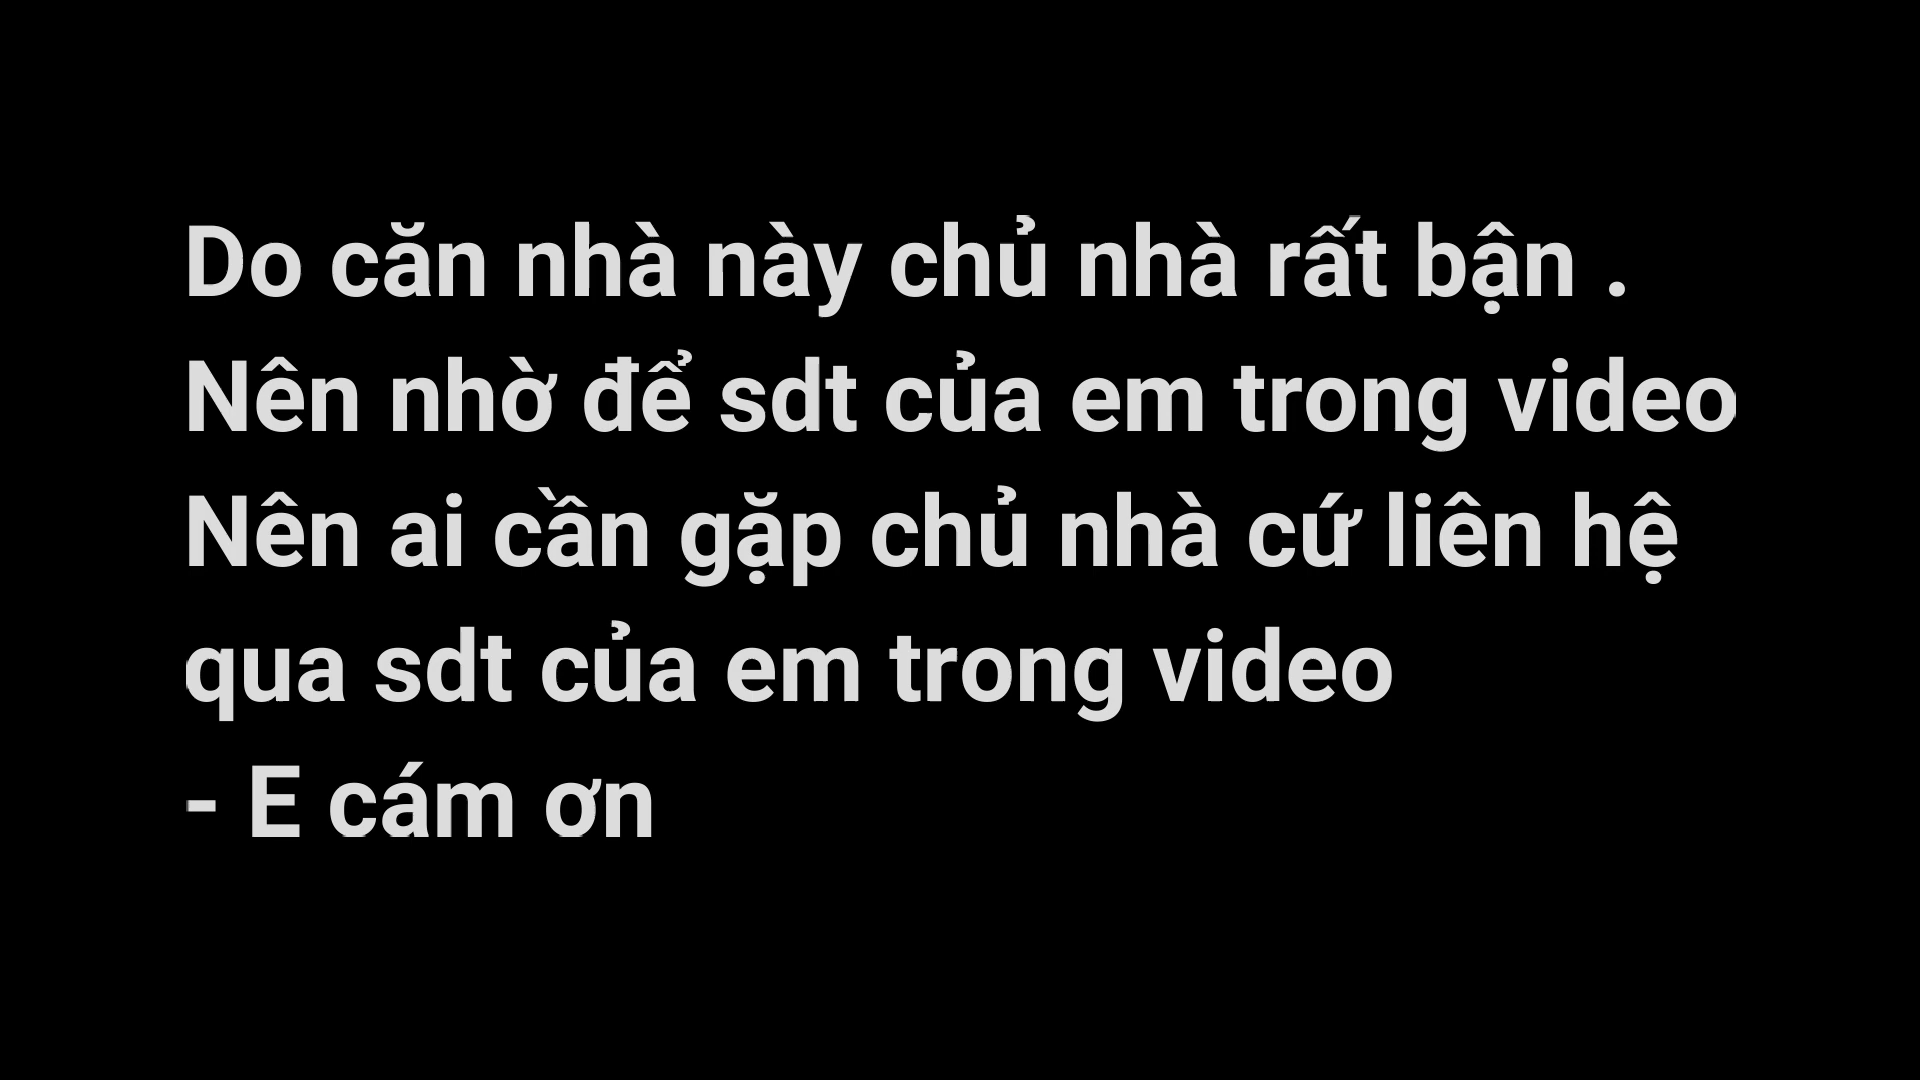 Do căn nhà này chủ nhà rất bận .
Nên nhờ để sdt của em trong video
Nên ai cần gặp chủ nhà cứ liên hệ
qua sdt của em trong video
- E cám ơn